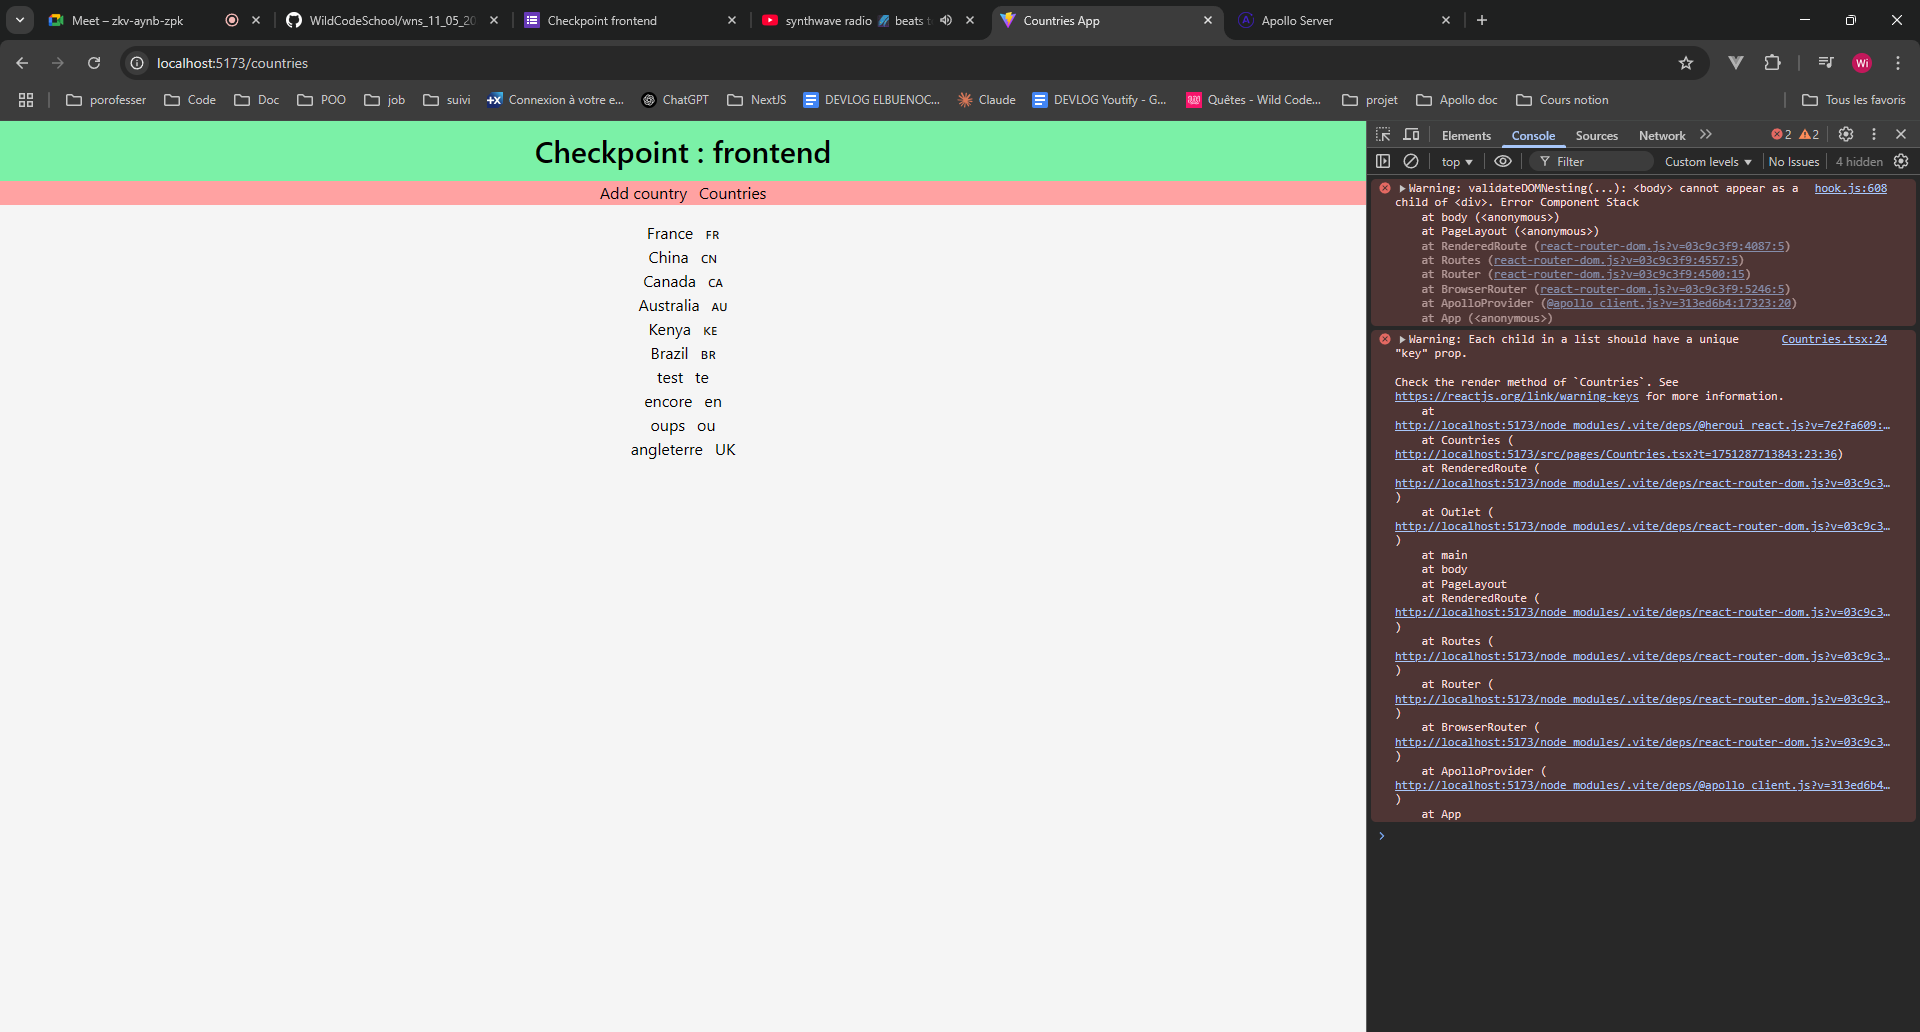 Meet – zkv-aynb-zpk
WildCodeSchool/wns_11_05_20
Checkpoint frontend
synthwave radio 🌌 beats t
Countries App
Apollo Server
localhost:5173/countries
Wi
porofesser
Code
Doc
POO
job
suivi
Connexion à votre e...
ChatGPT
NextJS
DEVLOG ELBUENOC...
Claude
DEVLOG Youtify - G...
Quêtes - Wild Code...
projet
Apollo doc
Cours notion
Tous les favoris
Checkpoint : frontend
Add country Countries
France FR
China CN
Canada CA
Australia AU
Kenya KE
Brazil BR
test te
encore en
oups ou
angleterre UK
Elements Console Sources Network 2 2
top Filter Custom levels No Issues 4 hidden
Warning: validateDOMNesting(...): <body> cannot appear as a hook.js:608
child of <div>. Error Component Stack
at body (<anonymous>)
at PageLayout (<anonymous>)
at RenderedRoute (react-router-dom.js?v=03c9c3f9:4087:5)
at Routes (react-router-dom.js?v=03c9c3f9:4557:5)
at Router (react-router-dom.js?v=03c9c3f9:4500:15)
at BrowserRouter (react-router-dom.js?v=03c9c3f9:5246:5)
at ApolloProvider (@apollo_client.js?v=313ed6b4:17323:20)
at App (<anonymous>)
Warning: Each child in a list should have a unique Countries.tsx:24
"key" prop.
Check the render method of `Countries`. See
https://reactjs.org/link/warning-keys for more information.
at
http://localhost:5173/node_modules/.vite/deps/@heroui_react.js?v=7e2fa609:…
at Countries (
http://localhost:5173/src/pages/Countries.tsx?t=1751287713843:23:36)
at RenderedRoute (
http://localhost:5173/node_modules/.vite/deps/react-router-dom.js?v=03c9c3…
)
at Outlet (
http://localhost:5173/node_modules/.vite/deps/react-router-dom.js?v=03c9c3…
)
at main
at body
at PageLayout
at RenderedRoute (
http://localhost:5173/node_modules/.vite/deps/react-router-dom.js?v=03c9c3…
)
at Routes (
http://localhost:5173/node_modules/.vite/deps/react-router-dom.js?v=03c9c3…
)
at Router (
http://localhost:5173/node_modules/.vite/deps/react-router-dom.js?v=03c9c3…
)
at BrowserRouter (
http://localhost:5173/node_modules/.vite/deps/react-router-dom.js?v=03c9c3…
)
at ApolloProvider (
http://localhost:5173/node_modules/.vite/deps/@apollo_client.js?v=313ed6b4…
)
at App